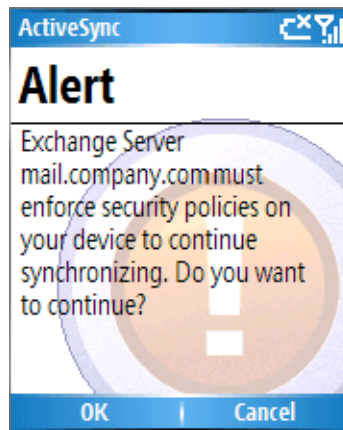 ActiveSync
Alert
Exchange Server
mail.company.com must
enforce security policies on
your device to continue
synchronizing. Do you want
to continue?
OK Cancel